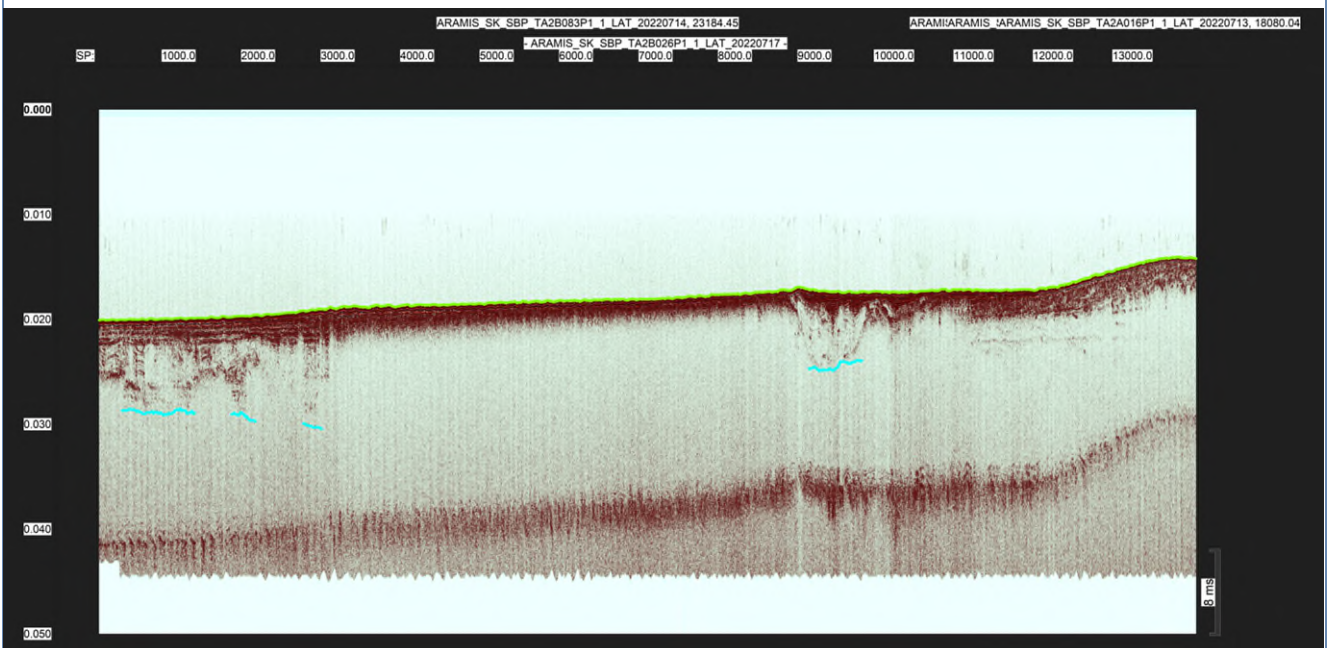 ARAMIS_SK_SBP_TA2B083P1_1_LAT_20220714, 23184.45 ARAMI:ARAMIS_:ARAMIS_SK_SBP_TA2A016P1_1_LAT_20220713, 18080.04
- ARAMIS_SK_SBP_TA2B026P1_1_LAT_20220717 -
SP: 1000.0 2000.0 3000.0 4000.0 5000.0 6000.0 7000.0 8000.0 9000.0 10000.0 11000.0 12000.0 13000.0
0.000
0.010
0.020
0.030
0.040
8 ms
0.050